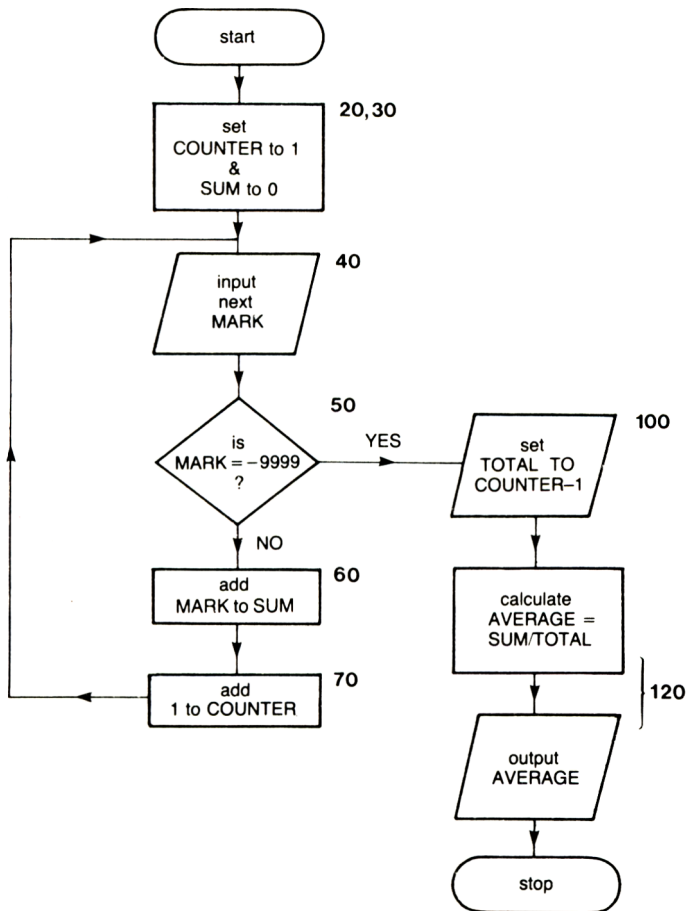 start
20,30
set
COUNTER to 1
&
SUM to 0
40
input
next
MARK
50
is
MARK = −9999
?
YES
NO
60
add
MARK to SUM
70
add
1 to COUNTER
100
set
TOTAL TO
COUNTER−1
calculate
AVERAGE =
SUM/TOTAL
120
output
AVERAGE
stop